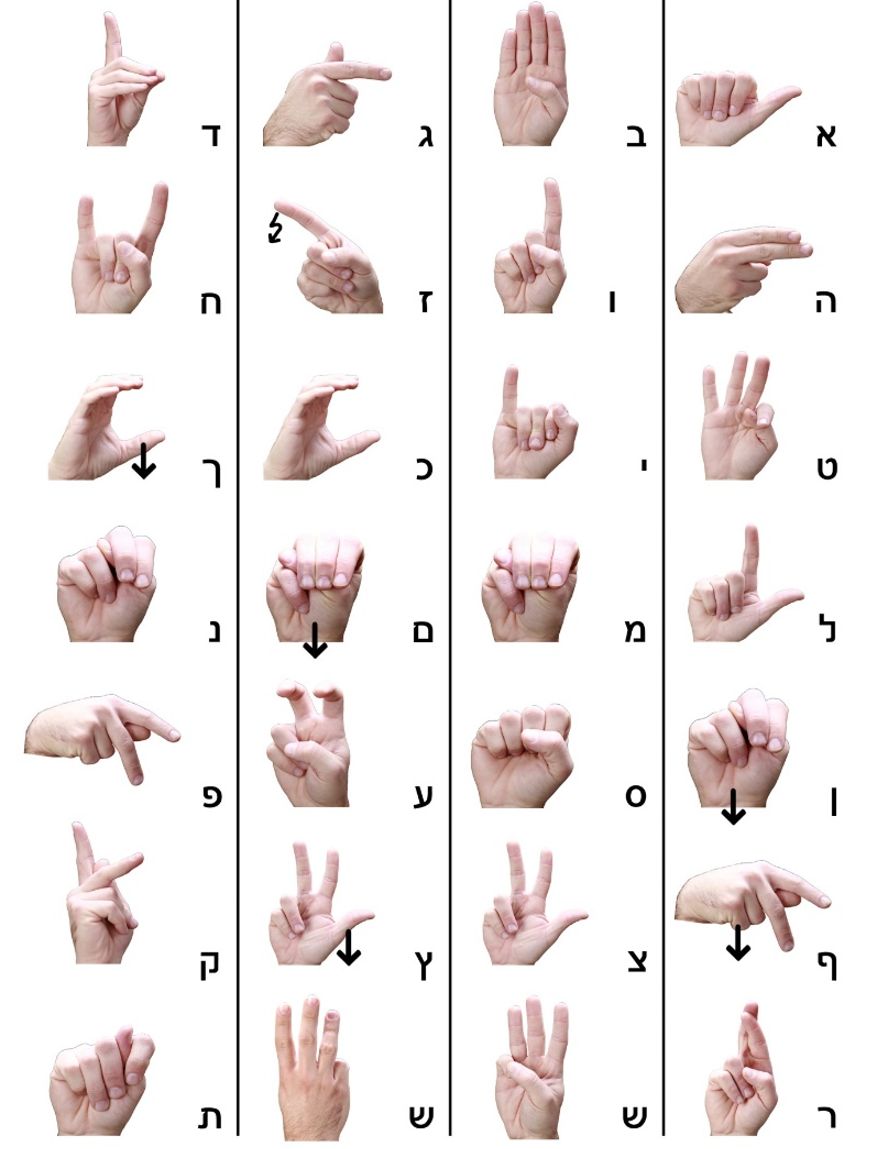 א ב ג ד
ה ו ז ח
ט י כ ך
ל מ ם נ
ן ס ע פ
ף צ ץ ק
ר ש ש ת